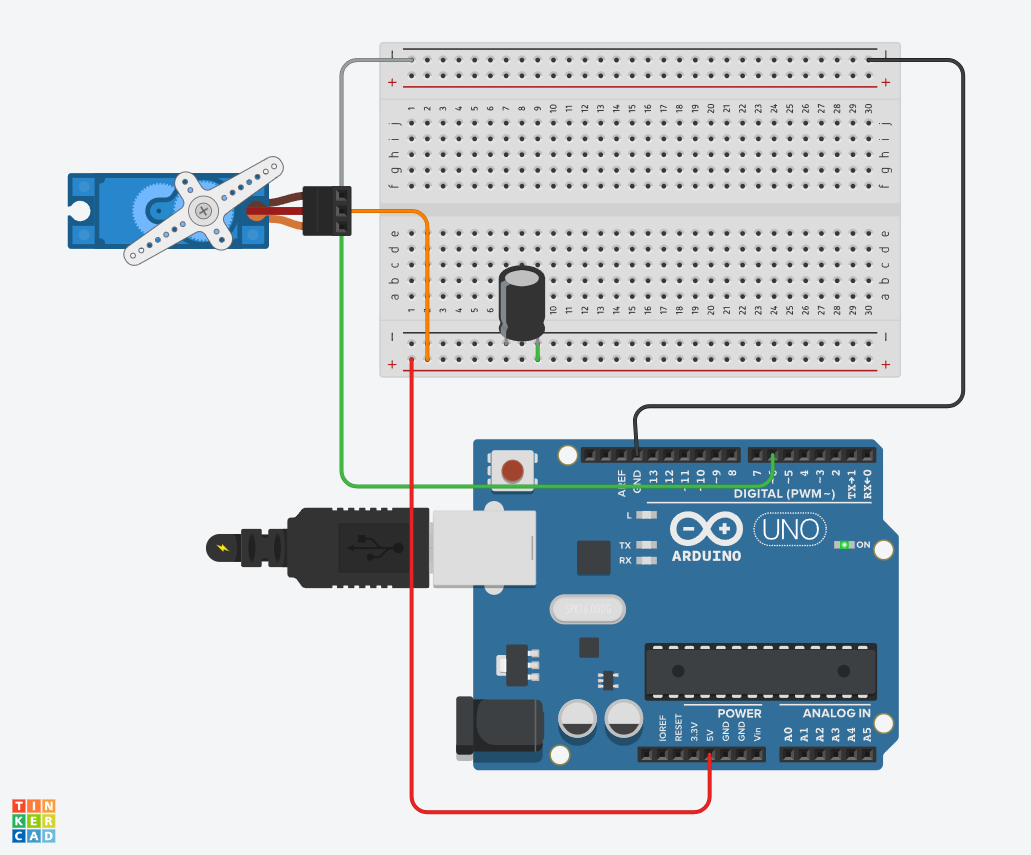 − −
+ +
1 2 3 4 5 6 7 8 9 10 11 12 13 14 15 16 17 18 19 20 21 22 23 24 25 26 27 28 29 30
j j
i i
h h
g g
f f
e e
d d
c c
b b
a a
1 3 4 5 6 10 11 12 13 14 15 16 17 18 19 20 21 22 23 24 25 26 27 28 29 30
− −
+ +
AREF GND 13 12 ~11 ~10 ~9 8 7 ~6 ~5 4 ~3 2 TX→1 RX←0
DIGITAL (PWM~)
L
TX
RX
UNO
ARDUINO
ON
POWER ANALOG IN
IOREF RESET 3.3V 5V GND GND Vin A0 A1 A2 A3 A4 A5
TIN
KER
CAD